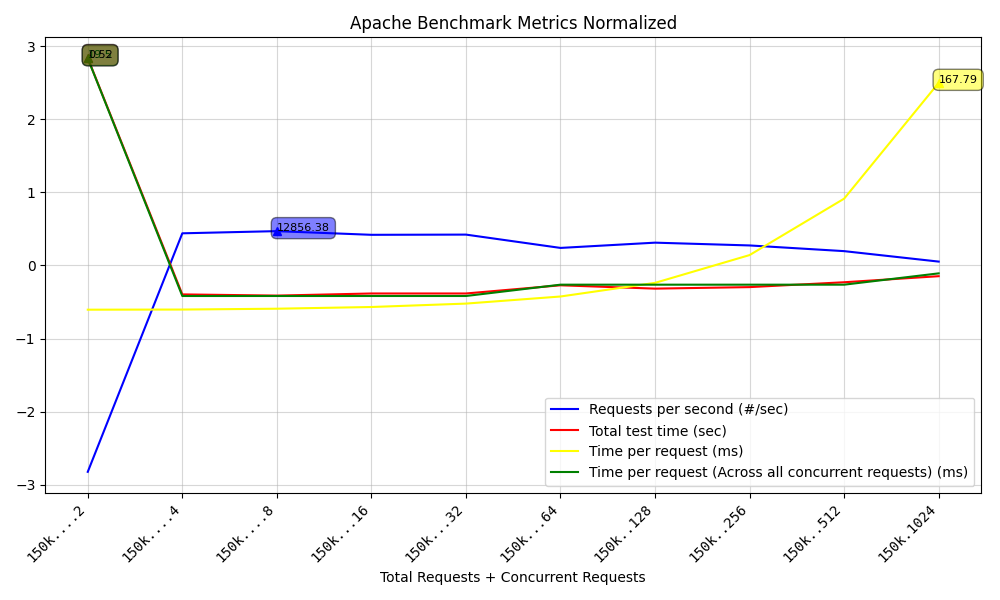 Apache Benchmark Metrics Normalized
3
2
1
0
−1
−2
−3
12856.38
167.79
Requests per second (#/sec)
Total test time (sec)
Time per request (ms)
Time per request (Across all concurrent requests) (ms)
150k....2
150k....4
150k....8
150k...16
150k...32
150k...64
150k..128
150k..256
150k..512
150k.1024
Total Requests + Concurrent Requests